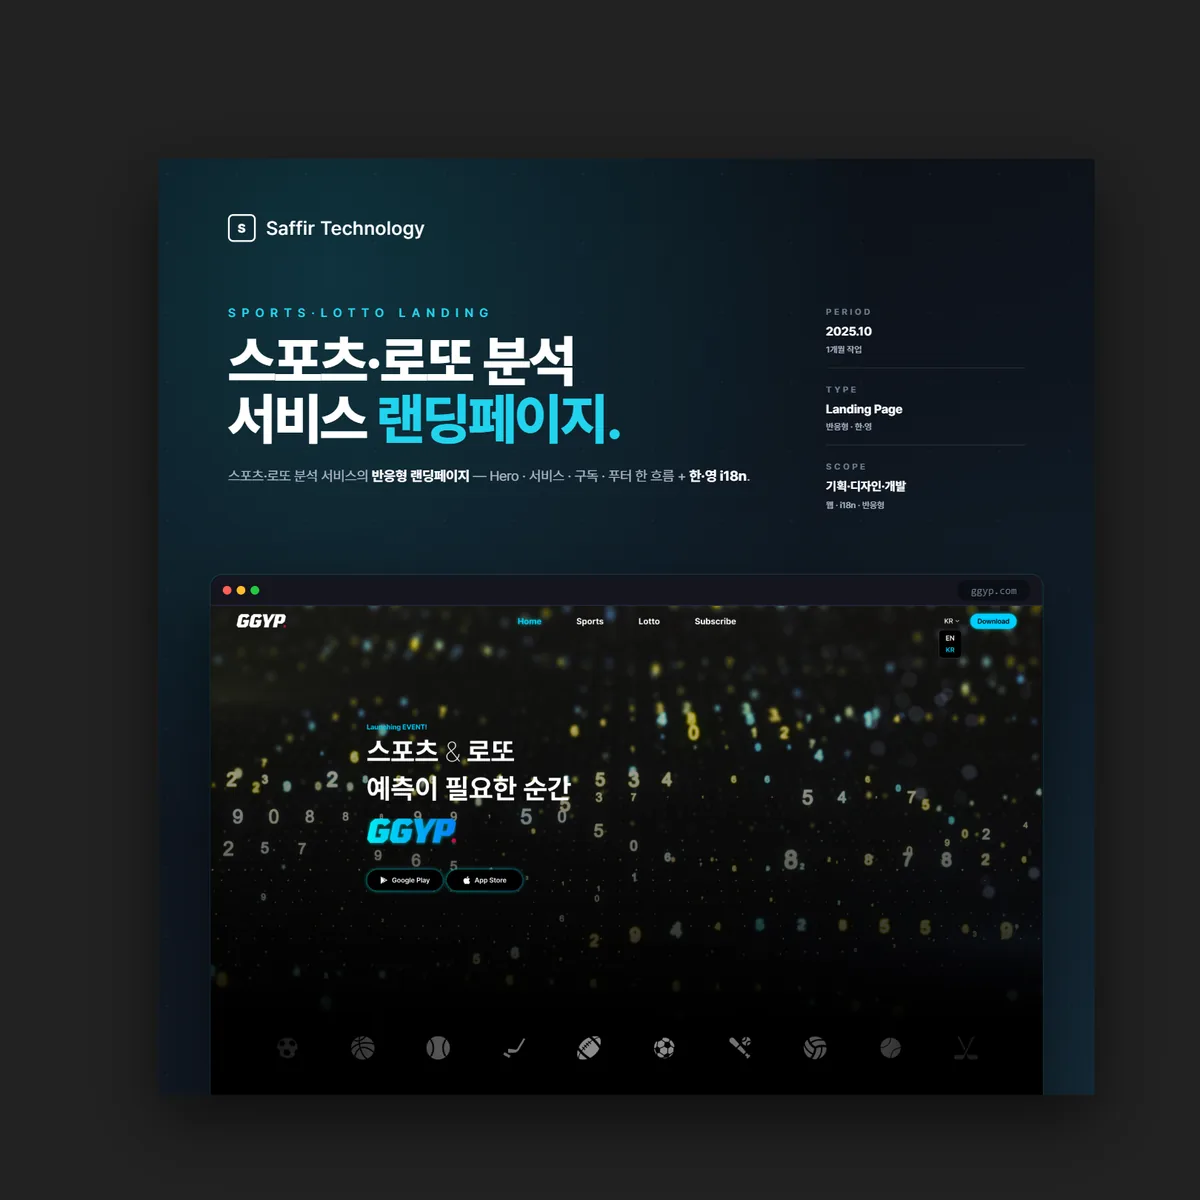 S Saffir Technology
SPORTS·LOTTO LANDING
스포츠·로또 분석
서비스 랜딩페이지.
스포츠·로또 분석 서비스의 반응형 랜딩페이지 — Hero · 서비스 · 구독 · 푸터 한 흐름 + 한·영 i18n.
PERIOD
2025.10
1개월 작업
TYPE
Landing Page
반응형 · 한·영
SCOPE
기획·디자인·개발
웹 · i18n · 반응형
ggyp.com
GGYP. Home Sports Lotto Subscribe KR Download
EN
KR
Launching EVENT!
스포츠 & 로또
예측이 필요한 순간
GGYP.
Google Play App Store